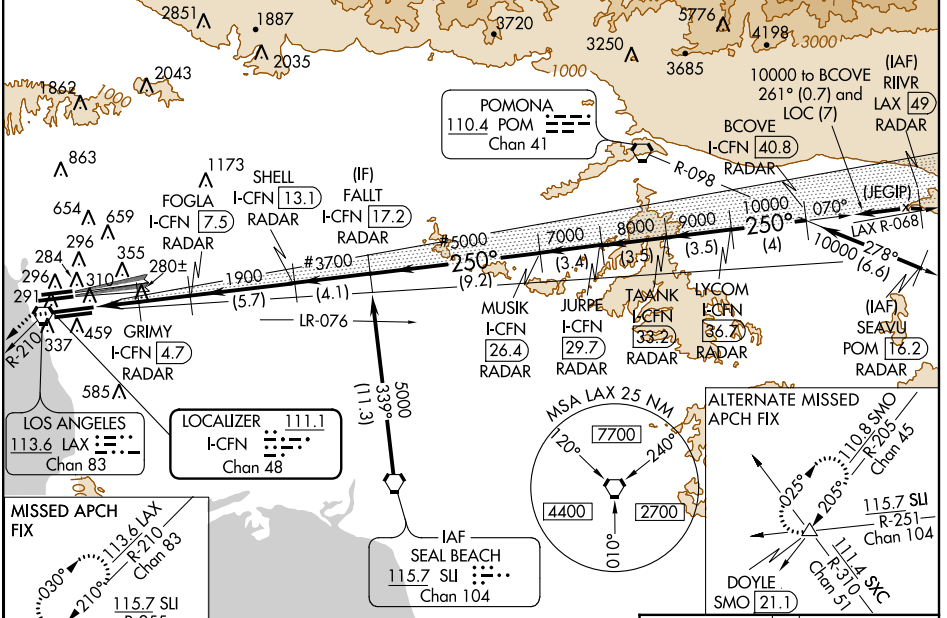 2851
1887
2035
3720
5776
4198
3250
3685
3000
1000
2043
1862
1000
POMONA
110.4 POM
Chan 41
10000 to BCOVE
261° (0.7) and
LOC (7)
(IAF)
RIIVR
LAX 49
RADAR
BCOVE
I-CFN 40.8
RADAR
R-098
863
1173
654
659
296
284
355
296
310
280±
291
337
459
585
FOGLA
I-CFN 7.5
RADAR
SHELL
I-CFN 13.1
RADAR
(IF)
FALLT
I-CFN 17.2
RADAR
(JEGIP)
LAX R-068
070°
10000
250°
(4)
9000
(3.5)
8000
(3.5)
7000
(3.4)
#5000
250°
(9.2)
#3700
(4.1)
1900
(5.7)
278°
10000 (6.6)
LR-076
GRIMY
I-CFN 4.7
RADAR
MUSIK
I-CFN
26.4
RADAR
JURPE
I-CFN
29.7
RADAR
TAANK
I-CFN
33.2
RADAR
LYCOM
I-CFN
36.7
RADAR
(IAF)
SEAVU
POM 16.2
RADAR
R-210
LOS ANGELES
113.6 LAX
Chan 83
LOCALIZER 111.1
I-CFN
Chan 48
5000
339°
(11.3)
IAF
SEAL BEACH
115.7 SLI
Chan 104
MSA LAX 25 NM
120°
240°
010°
7700
4400
2700
ALTERNATE MISSED
APCH FIX
110.8 SMO
R-205
Chan 45
025°
205°
115.7 SLI
R-251
Chan 104
111.4 SXC
R-310
Chan 51
DOYLE
SMO 21.1
MISSED APCH
FIX
113.6 LAX
R-210
Chan 83
030°
210°
115.7 SLI